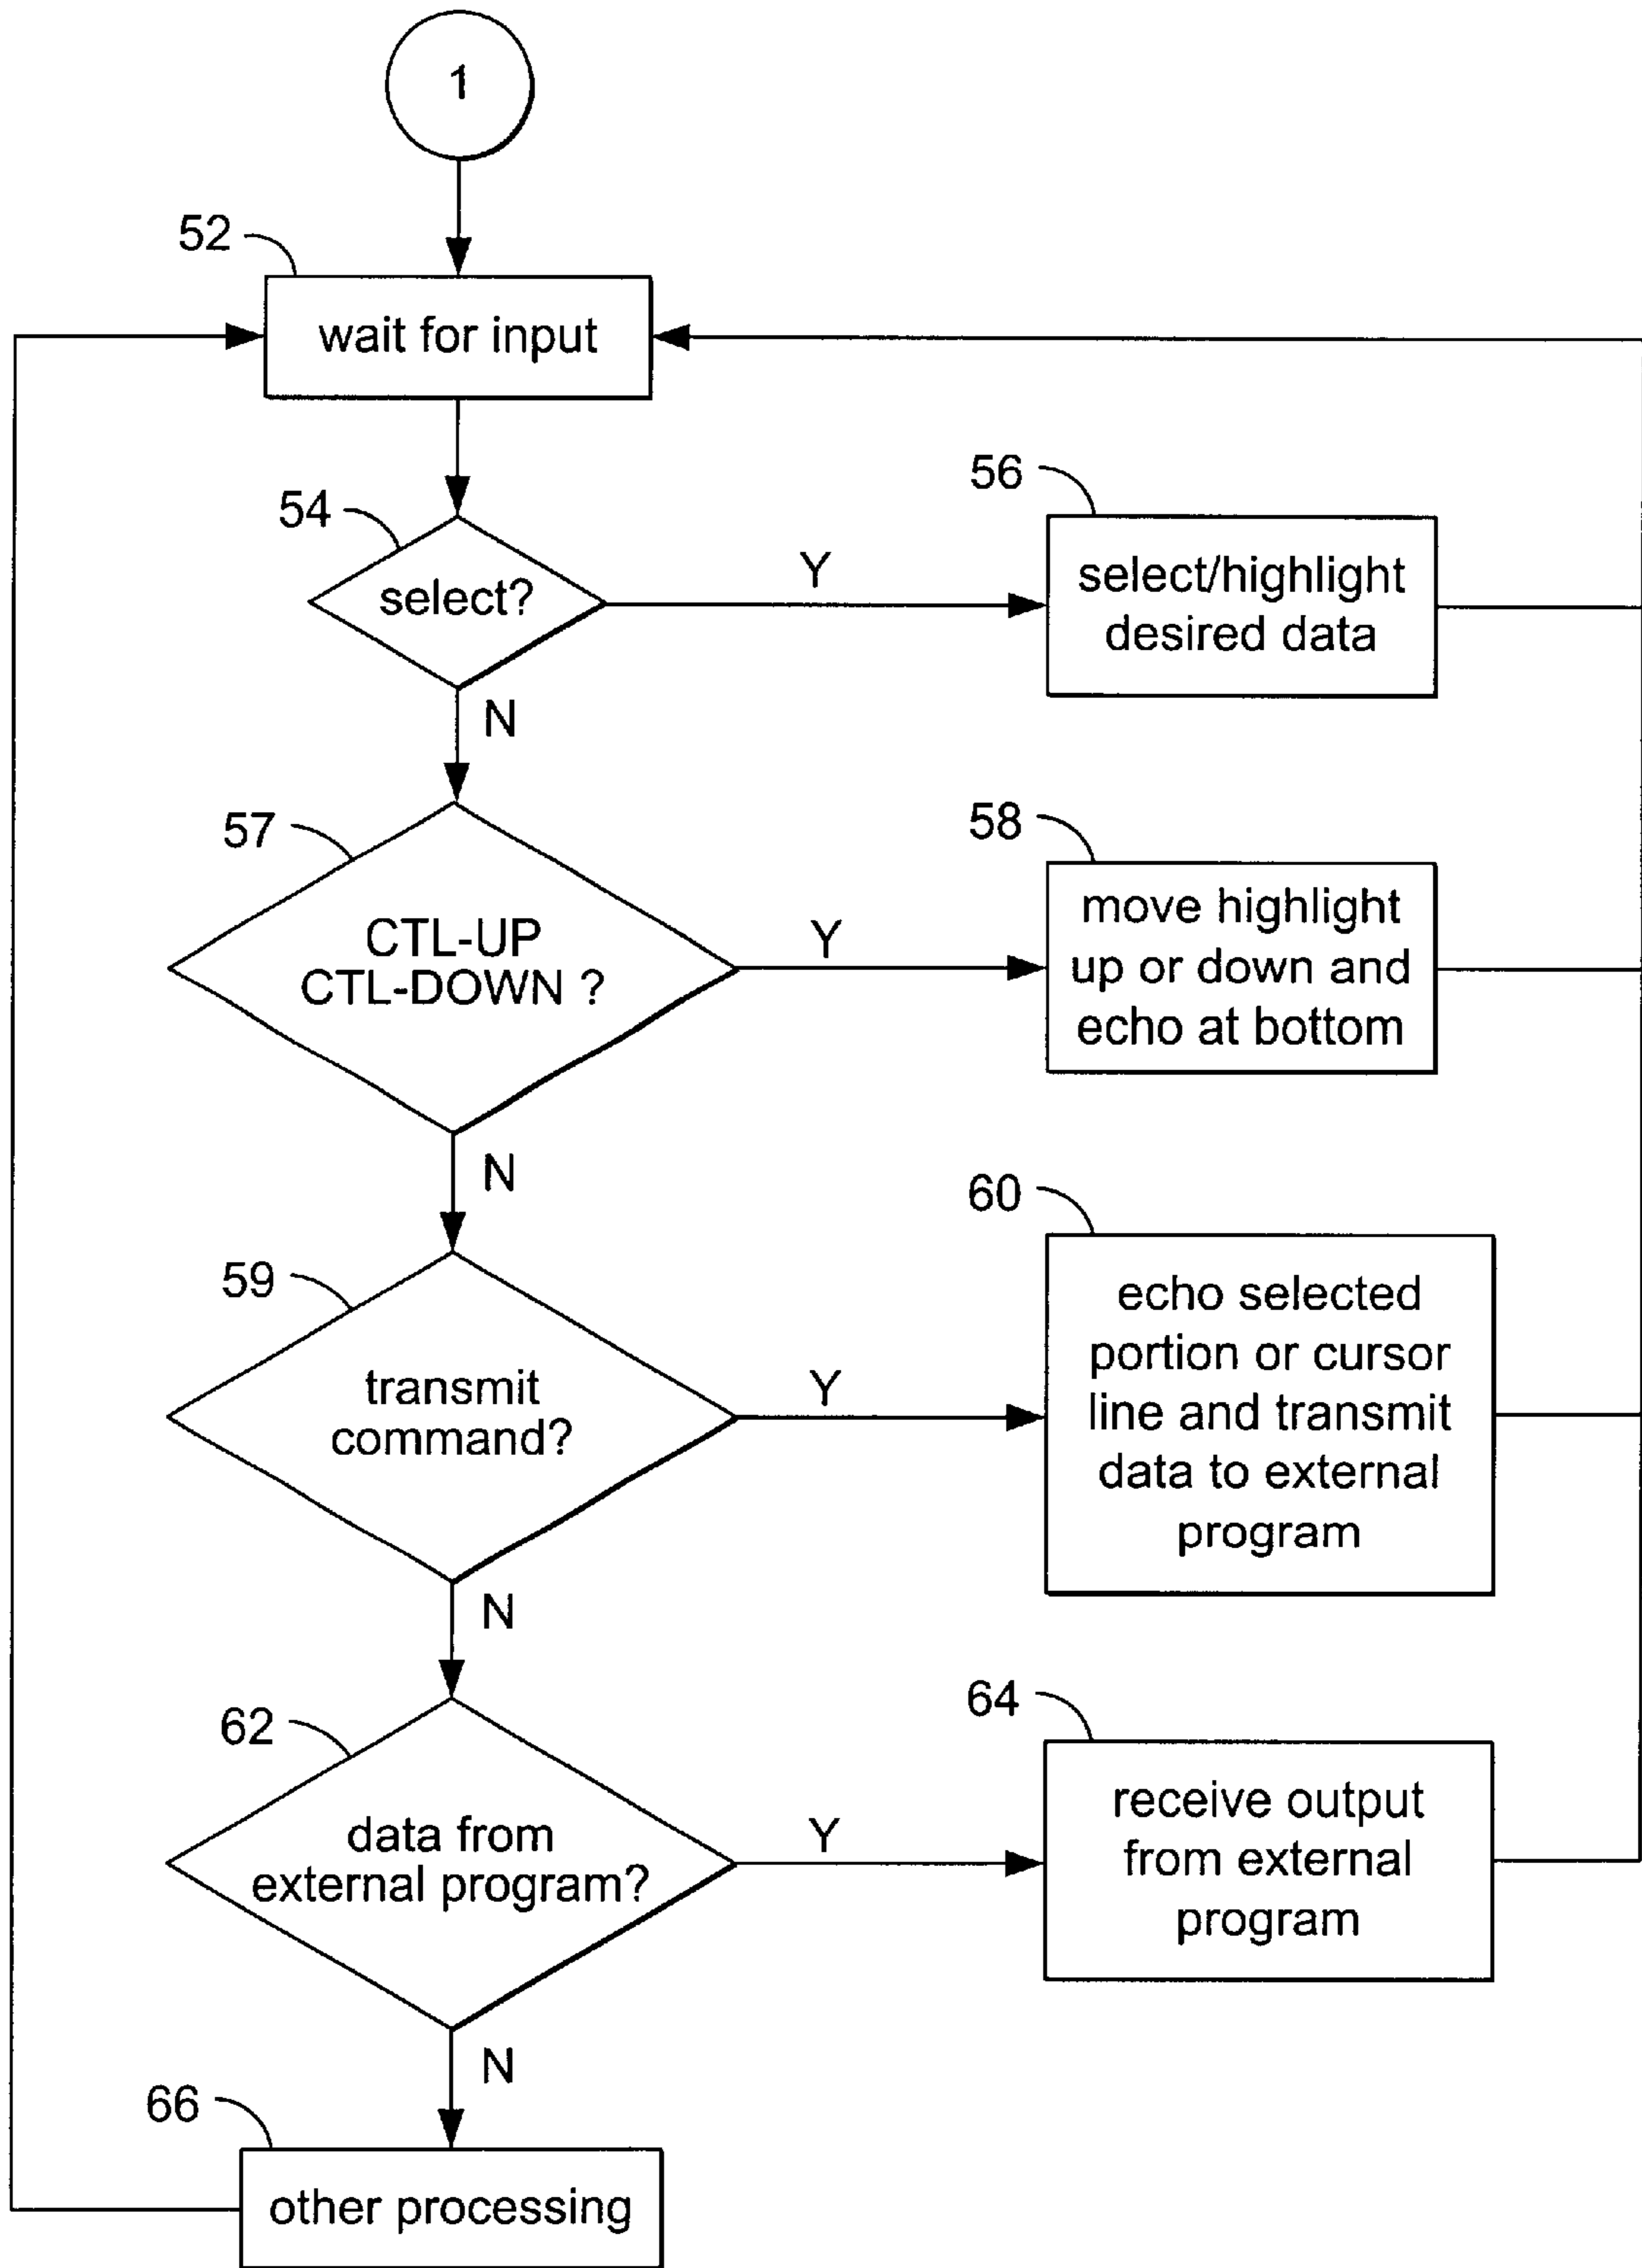 1
52
wait for input
54
select?
Y
56
select/highlight
desired data
N
57
CTL-UP
CTL-DOWN ?
Y
58
move highlight
up or down and
echo at bottom
N
59
transmit
command?
Y
60
echo selected
portion or cursor
line and transmit
data to external
program
N
62
data from
external program?
Y
64
receive output
from external
program
N
66
other processing